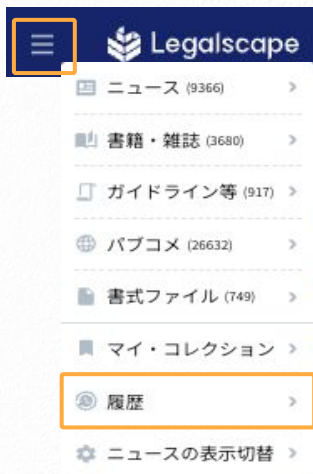 Legalscape
ニュース (9366)
書籍・雑誌 (3680)
ガイドライン等 (917)
パブコメ (26632)
書式ファイル (749)
マイ・コレクション
履歴
ニュースの表示切替